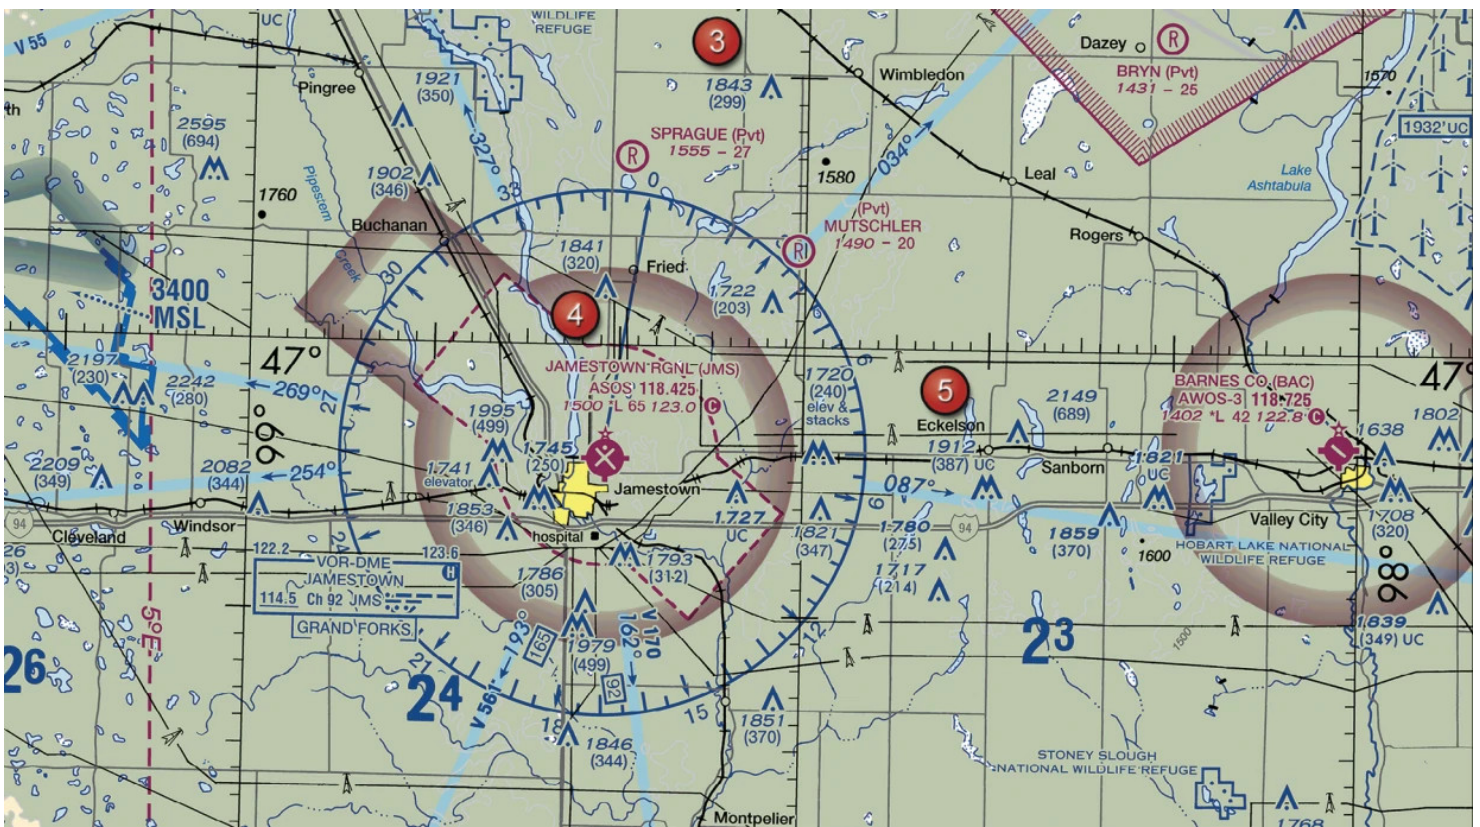 UC
WILDLIFE
REFUGE
V 55
3
Dazey
R
BRYN (Pvt)
1431 - 25
1570
Pingree
1921
(350)
1843
(299)
Wimbledon
th
2595
(694)
327°
SPRAGUE (Pvt)
1555 - 27
R
034°
1932' UC
1902
(346)
33
0
1580
Leal
Lake
Ashtabula
1760
Pipestem
Creek
Buchanan
(Pvt)
MUTSCHLER
1490 - 20
R
Rogers
30
1841
(320)
Fried
1722
(203)
3400
MSL
4
6
47°
JAMESTOWN RGNL (JMS)
ASOS 118.425
1500 *L 65 123.0 C
2197
(230)
2242
(280)
269°
27
1720
(240)
elev &
stacks
6
5
Eckelson
2149
(689)
BARNES CO (BAC)
AWOS-3 118.725
1402 *L 42 122.8 C
47°
1802
99°
1995
(499)
1745
(250)
1912
(387) UC
Sanborn
1821
UC
1638
2209
(349)
2082
(344)
254°
1741
elevator
Jamestown
087°
9
94
Cleveland
Windsor
24
1853
(346)
hospital
1727
UC
1821
(347)
1780
(275)
94
1859
(370)
Valley City
1708
(320)
26
122.2
123.6
VOR-DME
JAMESTOWN
H
114.5 Ch 92 JMS
GRAND FORKS
1793
(312)
1717
(214)
1600
HOBART LAKE NATIONAL
WILDLIFE REFUGE
98°
1786
(305)
5°E
193°
165
1979
(499)
V 170
162°
12
23
1500
1839
(349) UC
26
24
21
V 561
92
18
15
1851
(370)
1846
(344)
STONEY SLOUGH
NATIONAL WILDLIFE REFUGE
Montpelier
1768